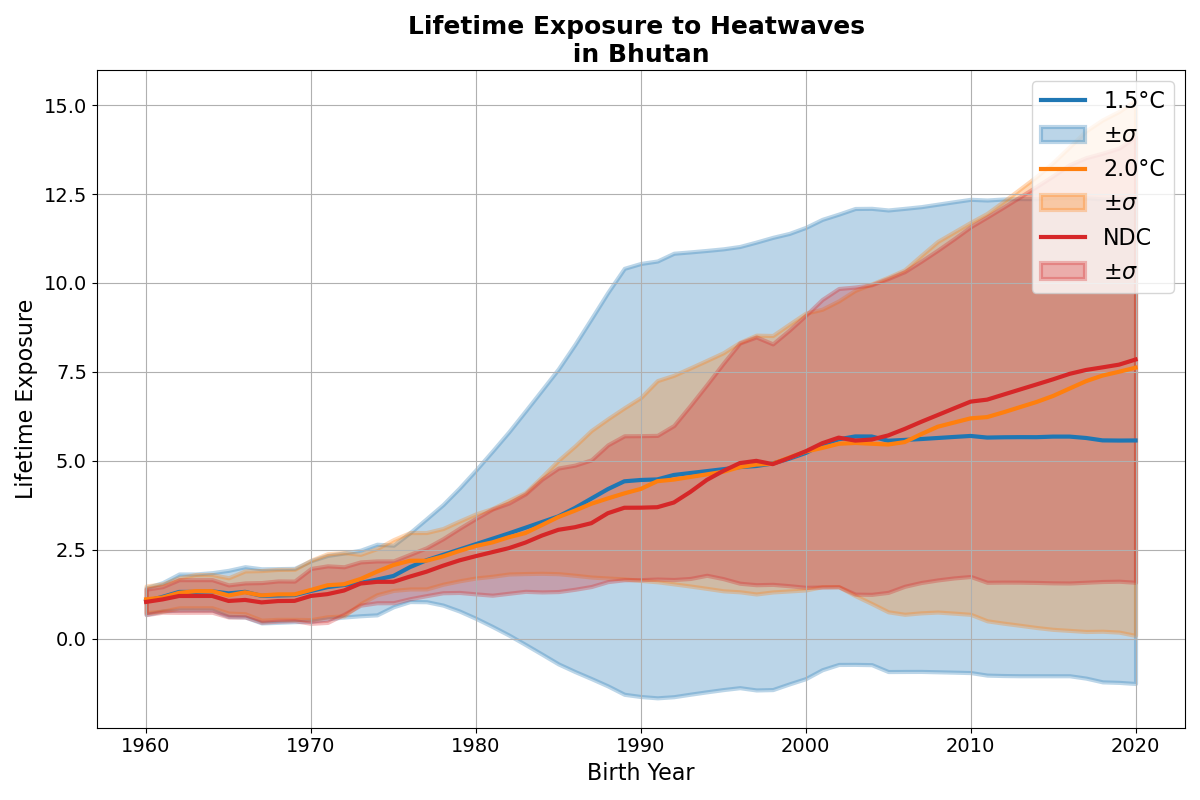 Lifetime Exposure to Heatwaves
in Bhutan
15.0
12.5
10.0
7.5
5.0
2.5
0.0
Lifetime Exposure
1.5°C
±σ
2.0°C
±σ
NDC
±σ
1960 1970 1980 1990 2000 2010 2020
Birth Year